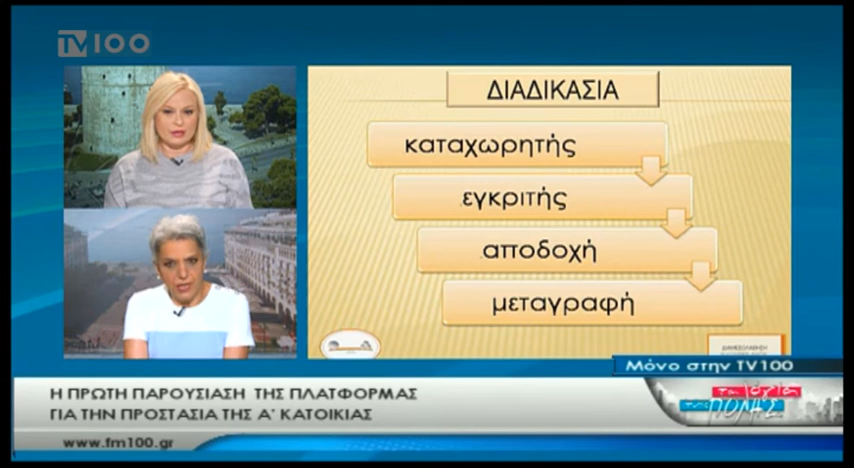 TV100
ΔΙΑΔΙΚΑΣΙΑ
καταχωρητής
εγκριτής
αποδοχή
μεταγραφή
Μόνο στην TV100
Η ΠΡΩΤΗ ΠΑΡΟΥΣΙΑΣΗ ΤΗΣ ΠΛΑΤΦΟΡΜΑΣ
ΓΙΑ ΤΗΝ ΠΡΟΣΤΑΣΙΑ ΤΗΣ Α' ΚΑΤΟΙΚΙΑΣ
ΠΟΛΗΣ
www.fm100.gr